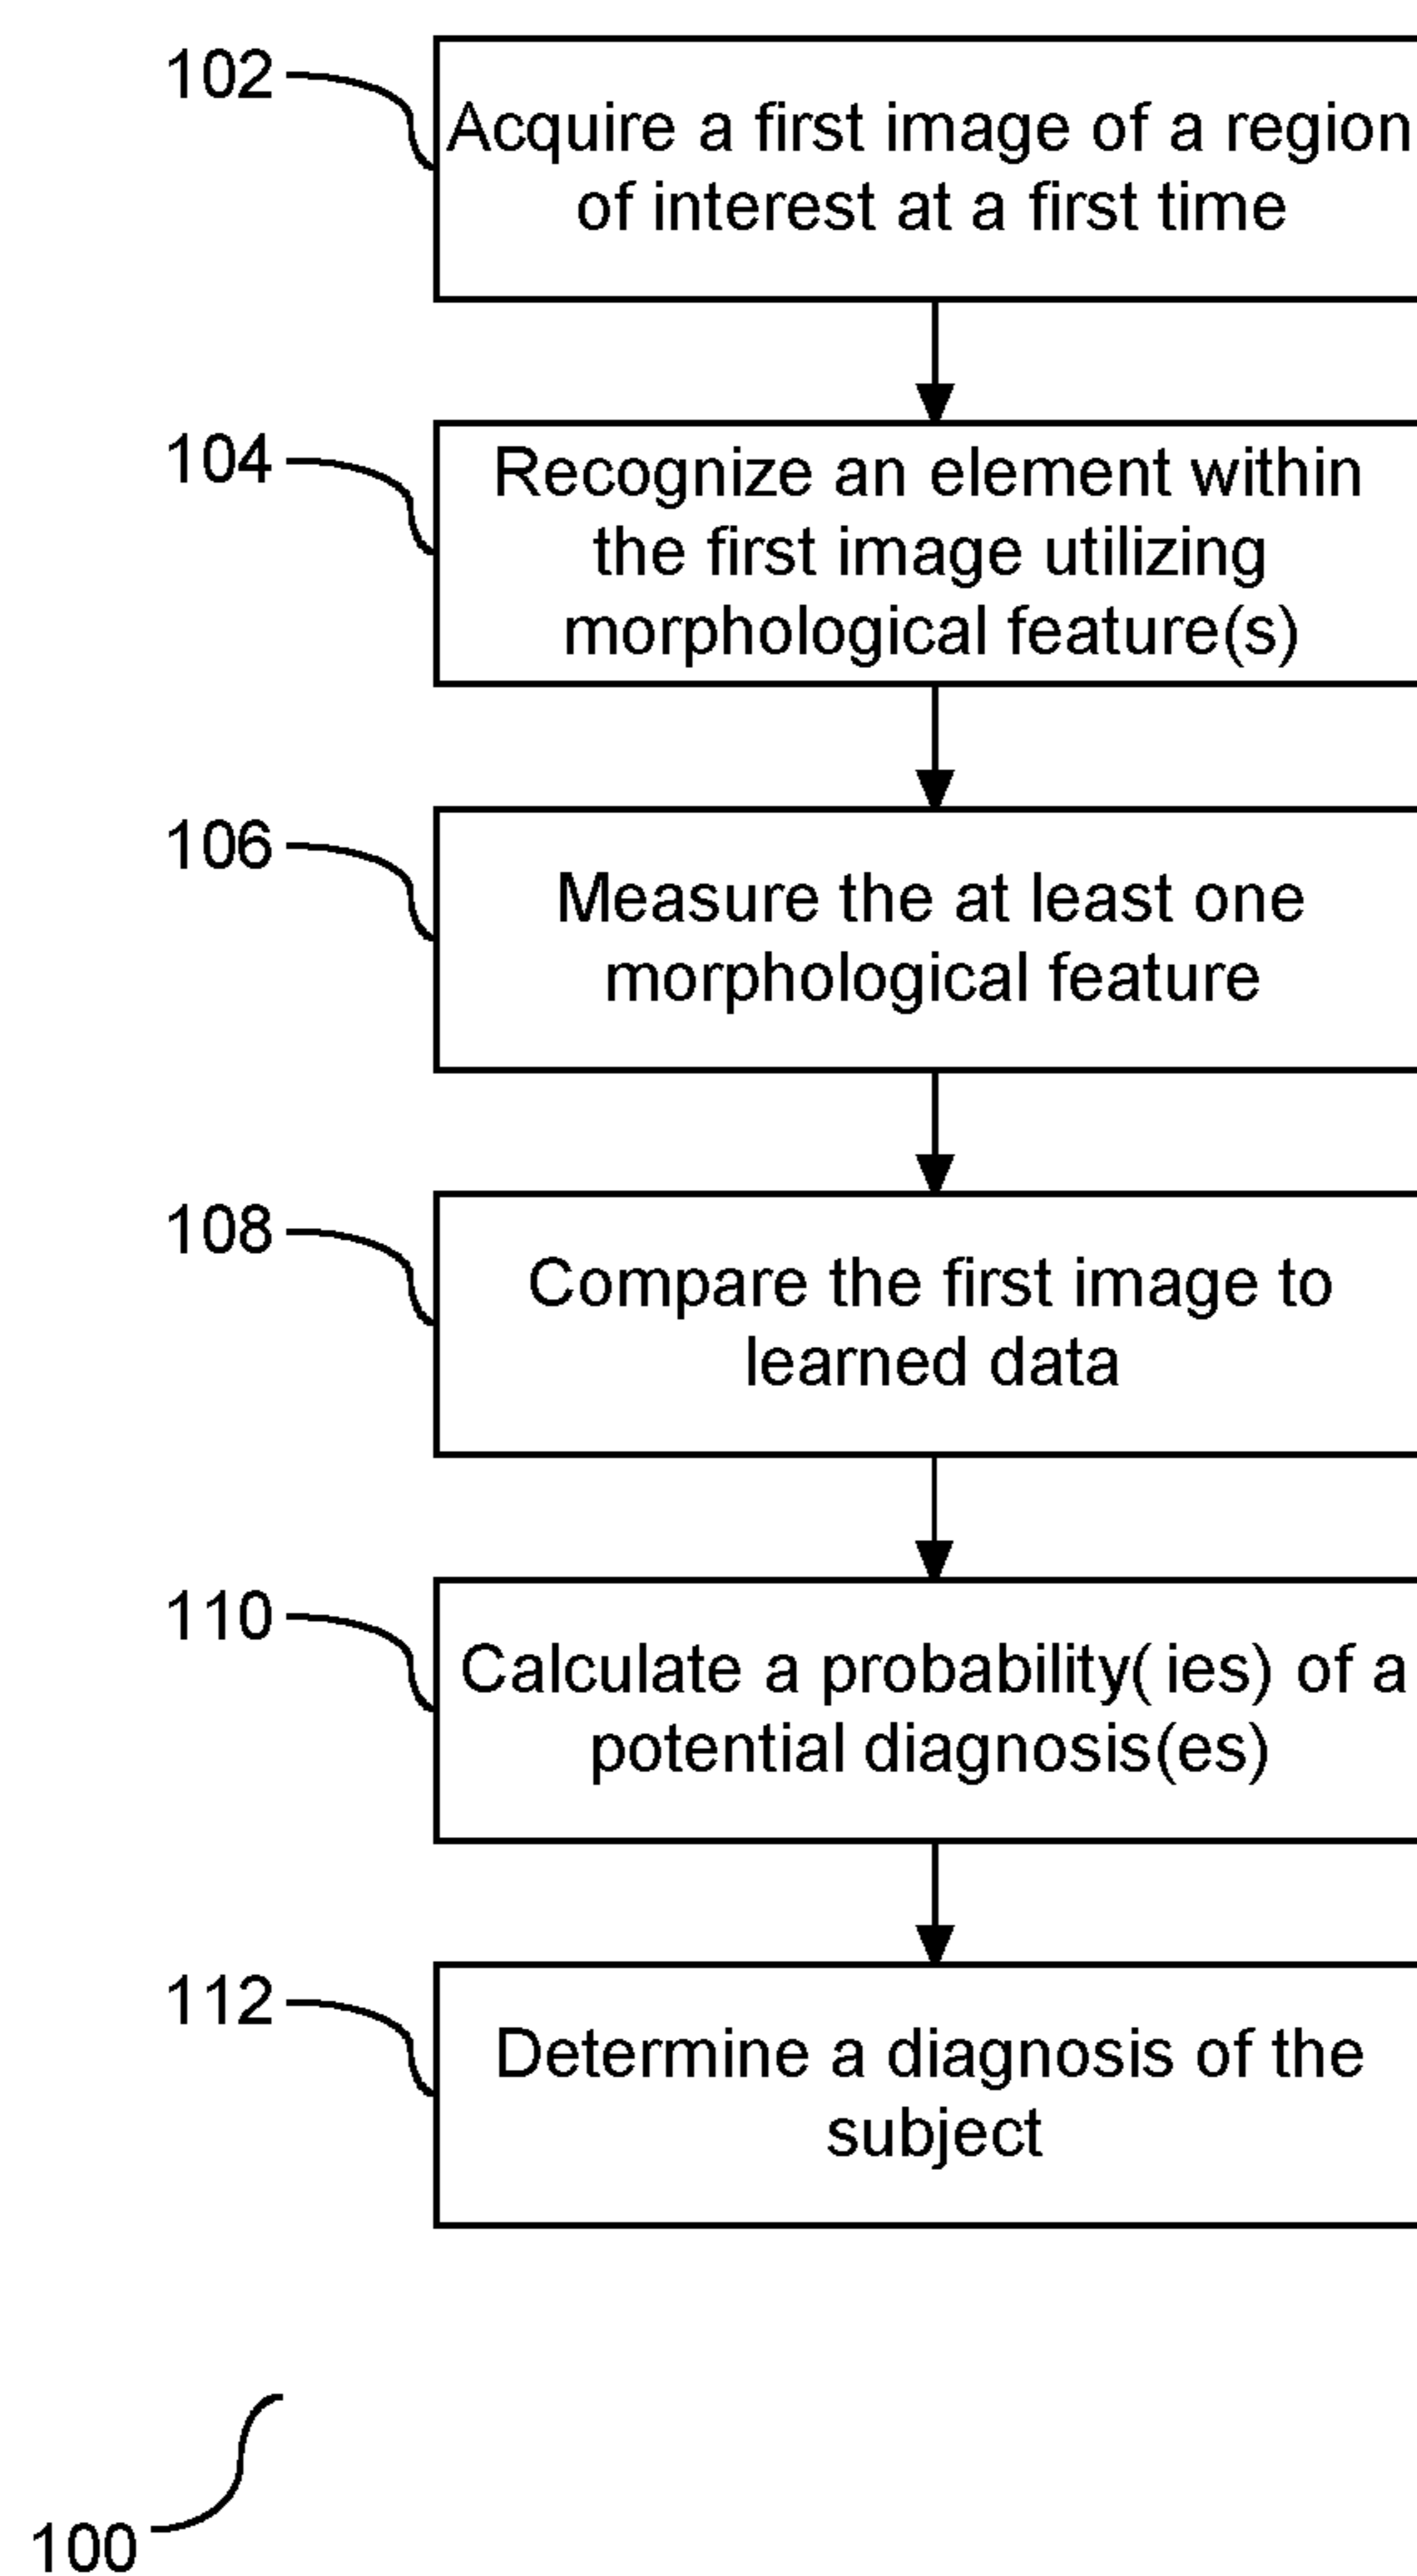 102
Acquire a first image of a region
of interest at a first time
104
Recognize an element within
the first image utilizing
morphological feature(s)
106
Measure the at least one
morphological feature
108
Compare the first image to
learned data
110
Calculate a probability(ies) of a
potential diagnosis(es)
112
Determine a diagnosis of the
subject
100